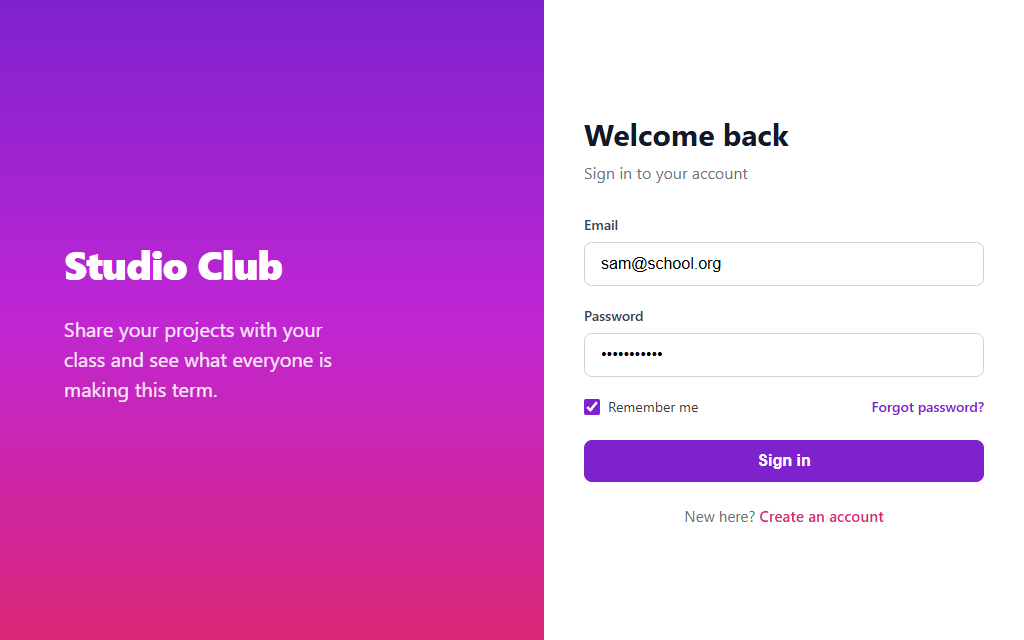 Studio Club
Share your projects with your
class and see what everyone is
making this term.
Welcome back
Sign in to your account
Email
sam@school.org
Password
•••••••••••
Remember me
Forgot password?
Sign in
New here? Create an account